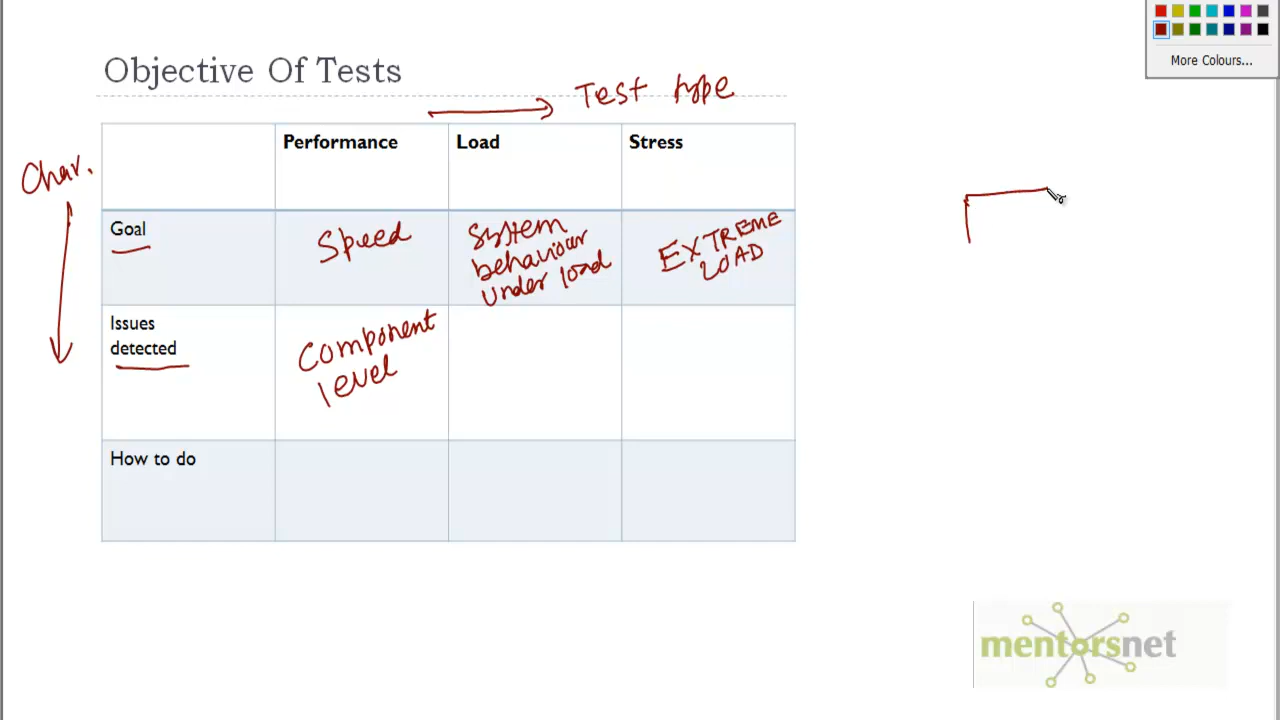 More Colours...
Objective Of Tests
Test type
Char.
Performance Load Stress
Goal
Speed
System
behaviour
under load
EXTREME
LOAD
Issues
detected
Component
level
How to do
mentorsnet